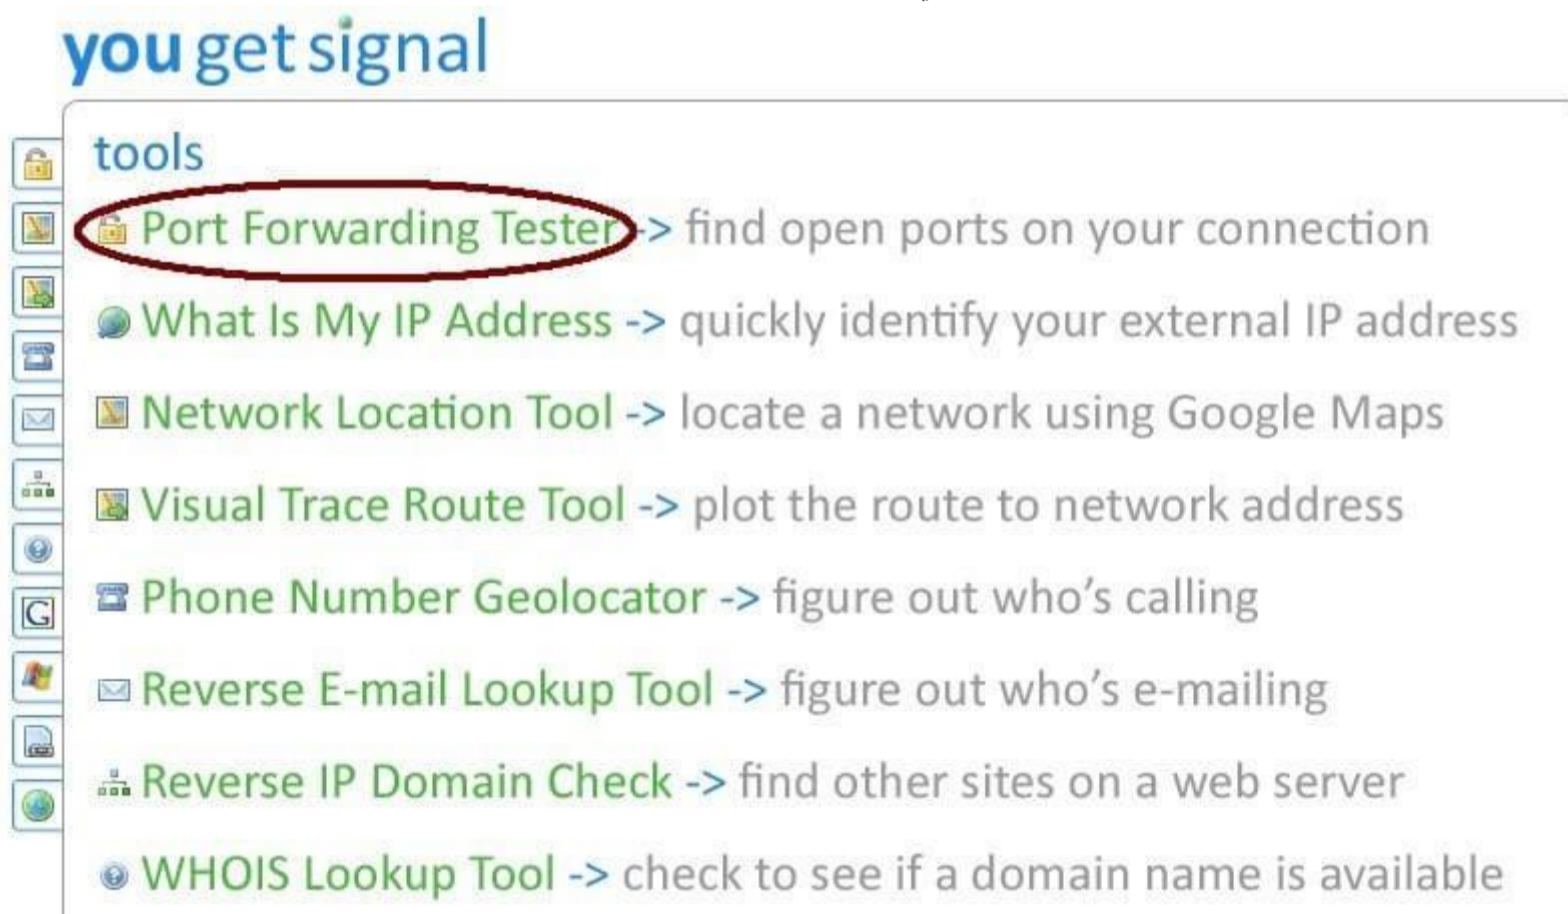 you get signal
tools
Port Forwarding Tester -> find open ports on your connection
What Is My IP Address -> quickly identify your external IP address
Network Location Tool -> locate a network using Google Maps
Visual Trace Route Tool -> plot the route to network address
Phone Number Geolocator -> figure out who's calling
Reverse E-mail Lookup Tool -> figure out who's e-mailing
Reverse IP Domain Check -> find other sites on a web server
WHOIS Lookup Tool -> check to see if a domain name is available
G